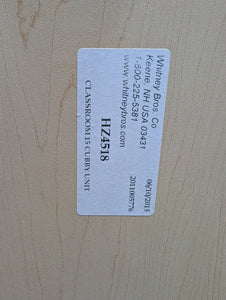 Whitney Bros. Co
Keene, NH USA 03431
1-800-225-5381
www.whitneybros.com
HZ4518
CLASSROOM 15 CUBBY UNIT
06/10/2015
2011005776